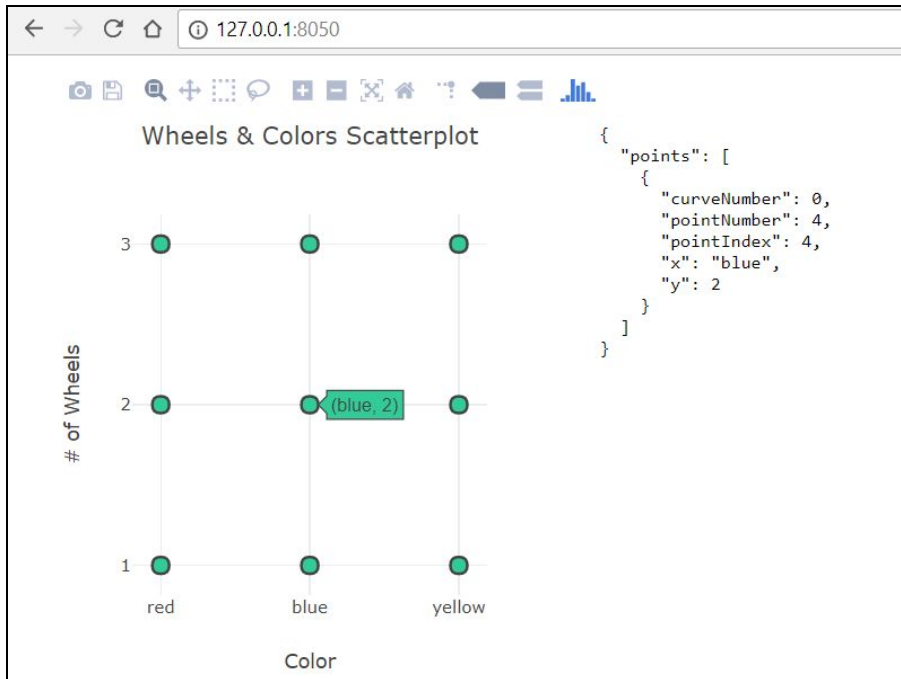 127.0.0.1:8050
Wheels & Colors Scatterplot
3
2
1
# of Wheels
(blue, 2)
red blue yellow
Color
{
  "points": [
    {
      "curveNumber": 0,
      "pointNumber": 4,
      "pointIndex": 4,
      "x": "blue",
      "y": 2
    }
  ]
}